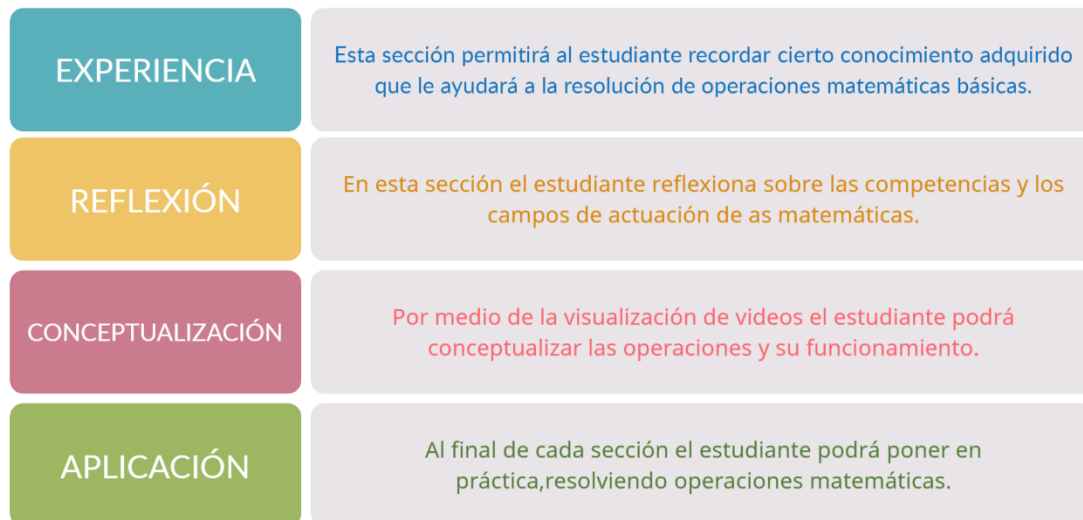 EXPERIENCIA
Esta sección permitirá al estudiante recordar cierto conocimiento adquirido
que le ayudará a la resolución de operaciones matemáticas básicas.
REFLEXIÓN
En esta sección el estudiante reflexiona sobre las competencias y los
campos de actuación de as matemáticas.
CONCEPTUALIZACIÓN
Por medio de la visualización de videos el estudiante podrá
conceptualizar las operaciones y su funcionamiento.
APLICACIÓN
Al final de cada sección el estudiante podrá poner en
práctica,resolviendo operaciones matemáticas.